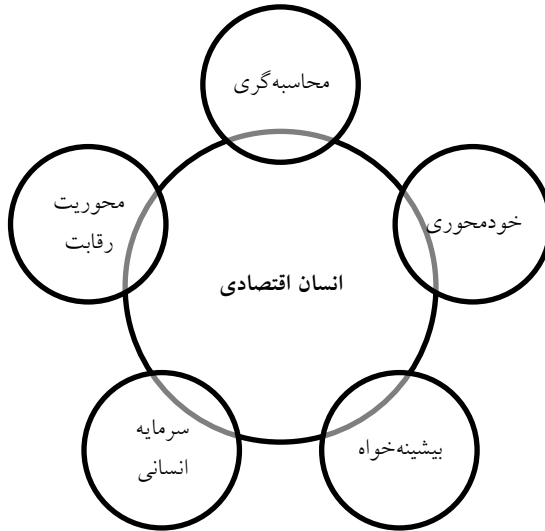 محاسبه‌گری
خودمحوری
بیشینه‌خواه
سرمایه
انسانی
محوریت
رقابت
انسان اقتصادی